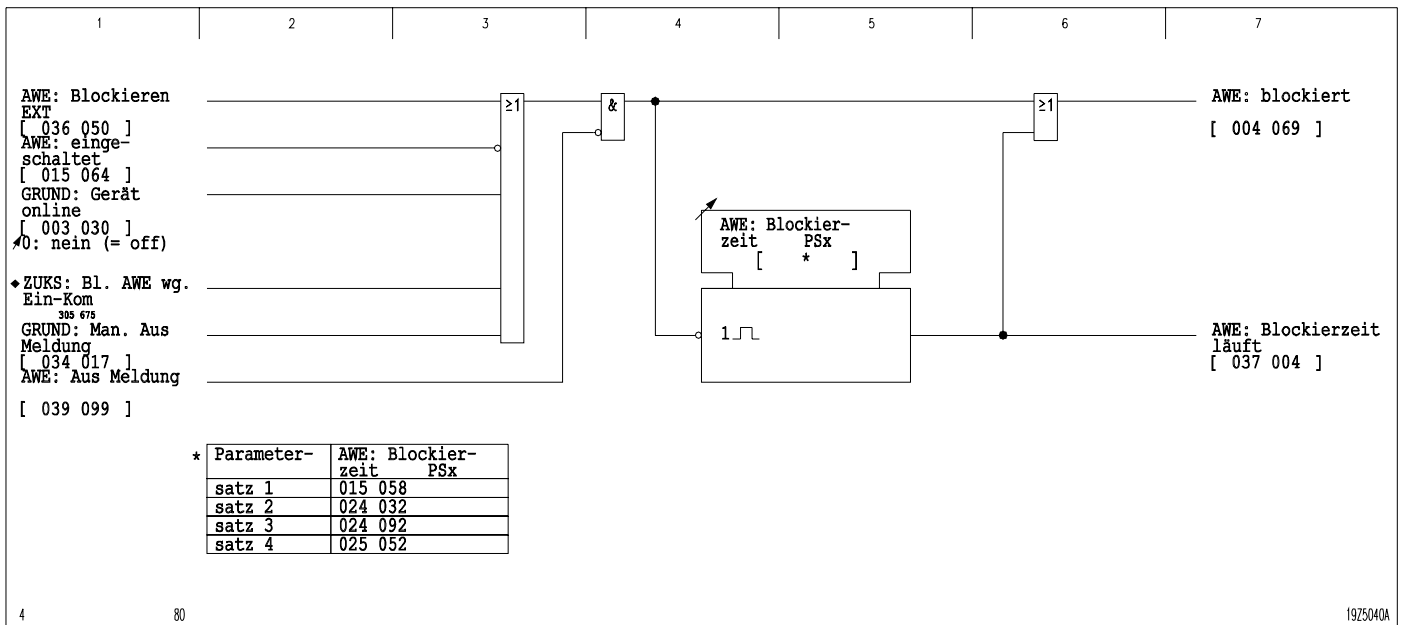 1 2 3 4 5 6 7
AWE: Blockieren
EXT
[ 036 050 ]
AWE: einge-
schaltet
[ 015 064 ]
GRUND: Gerät
online
[ 003 030 ]
0: nein (= off)
◆ ZUKS: Bl. AWE wg.
Ein-Kom
305 675
GRUND: Man. Aus
Meldung
[ 034 017 ]
AWE: Aus Meldung
[ 039 099 ]
≥1
&
AWE: Blockier-
zeit PSx
[ * ]
1
≥1
AWE: blockiert
[ 004 069 ]
AWE: Blockierzeit
läuft
[ 037 004 ]
* Parameter- AWE: Blockier-
zeit PSx
satz 1 015 058
satz 2 024 032
satz 3 024 092
satz 4 025 052
4 80 19Z5040A